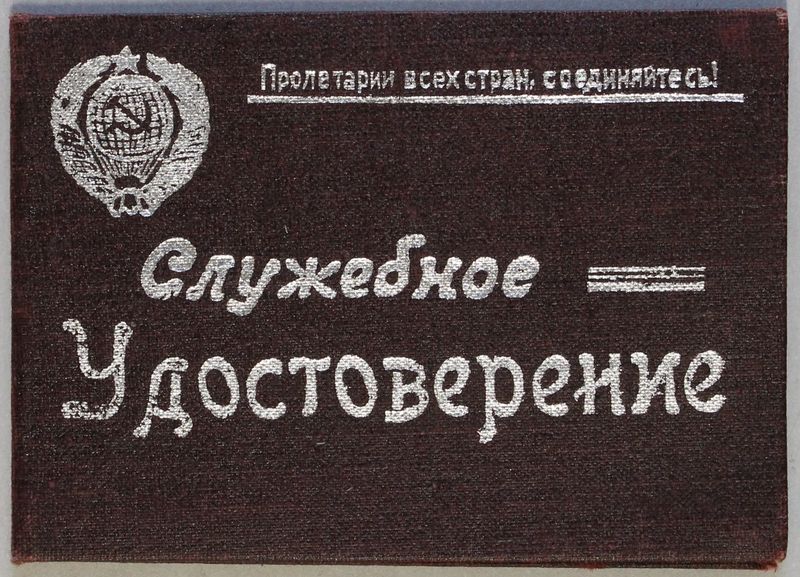 Пролетарии всех стран, соединяйтесь!
Служебное
Удостоверение